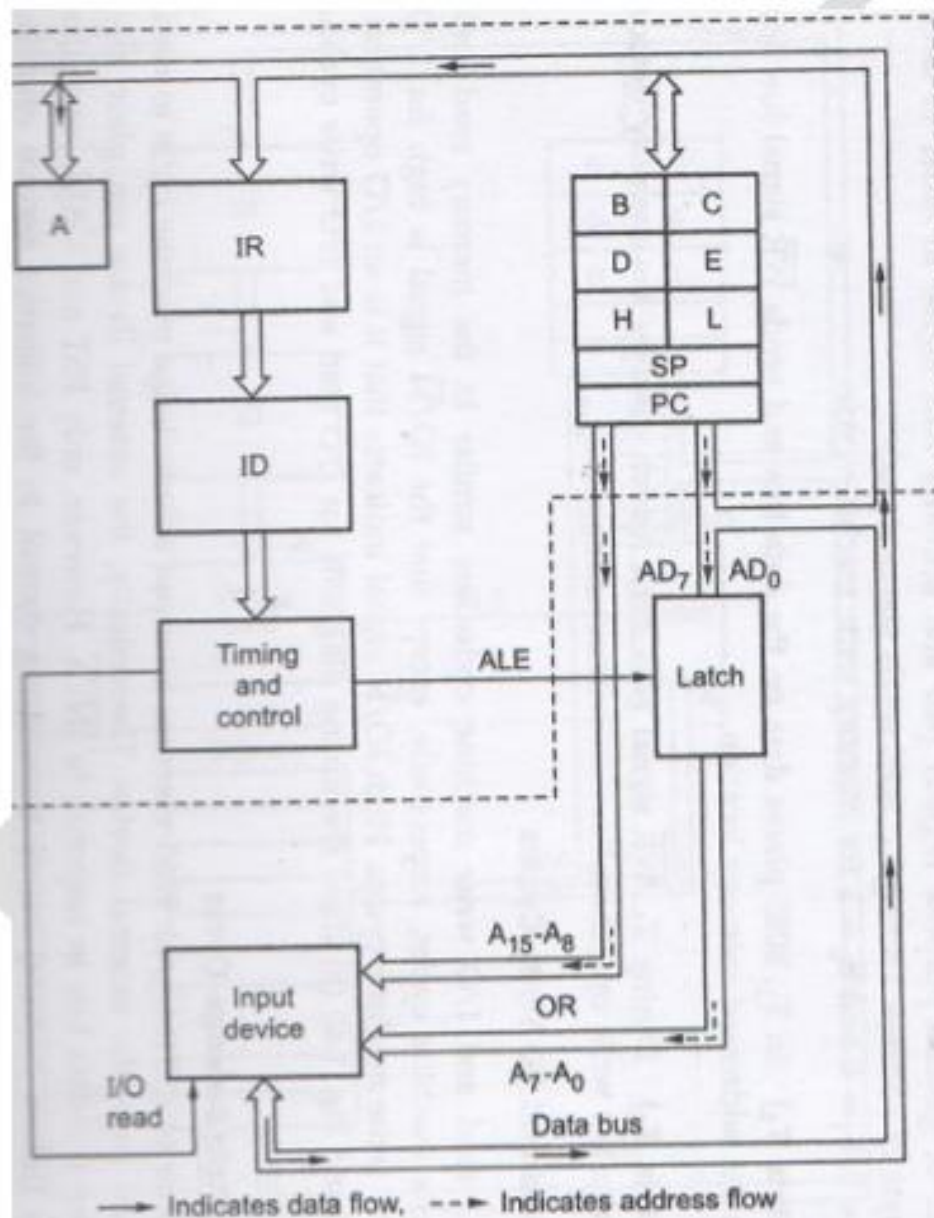 A
IR
B C
D E
H L
SP
PC
ID
AD7 AD0
Timing
and
control
ALE
Latch
A15-A8
Input
device
OR
A7-A0
I/O
read
Data bus
Indicates data flow, Indicates address flow